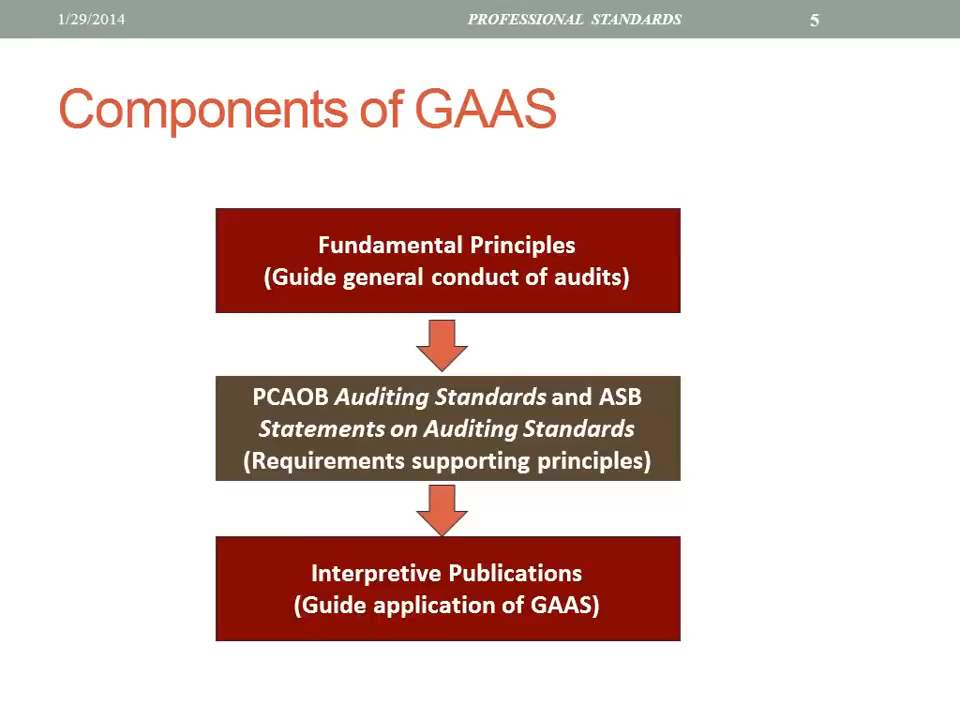 1/29/2014 PROFESSIONAL STANDARDS 5
Components of GAAS
Fundamental Principles
(Guide general conduct of audits)
PCAOB Auditing Standards and ASB
Statements on Auditing Standards
(Requirements supporting principles)
Interpretive Publications
(Guide application of GAAS)